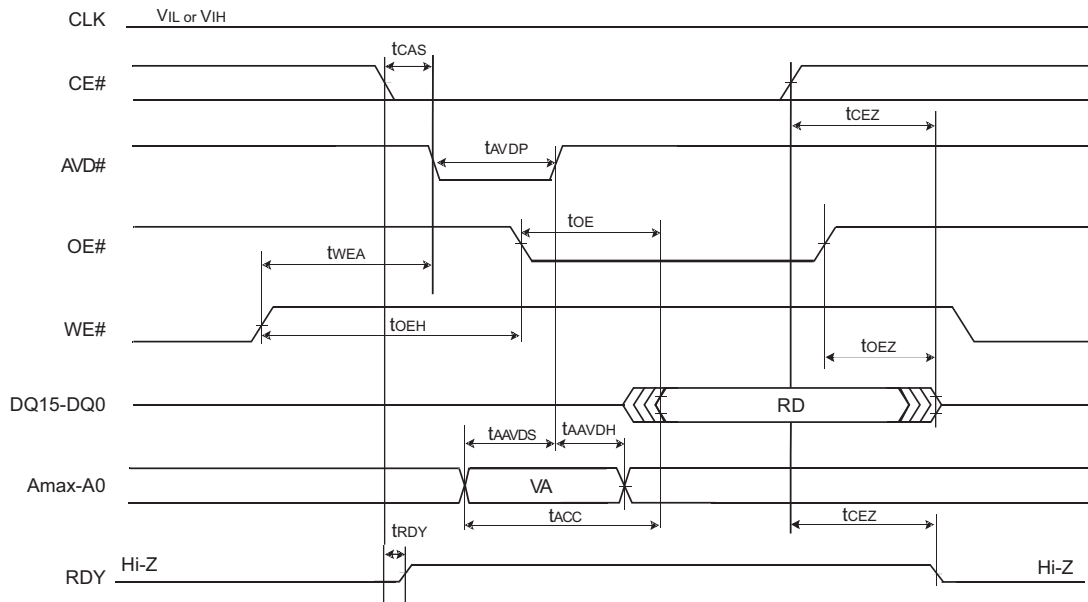 CLK VIL or VIH
tCAS
CE#
tCEZ
AVD# tAVDP
OE# tOE
tWEA
WE# tOEH
tOEZ
DQ15-DQ0 RD
tAAVDS tAAVDH
Amax-A0 VA
tACC tCEZ
tRDY
RDY Hi-Z Hi-Z